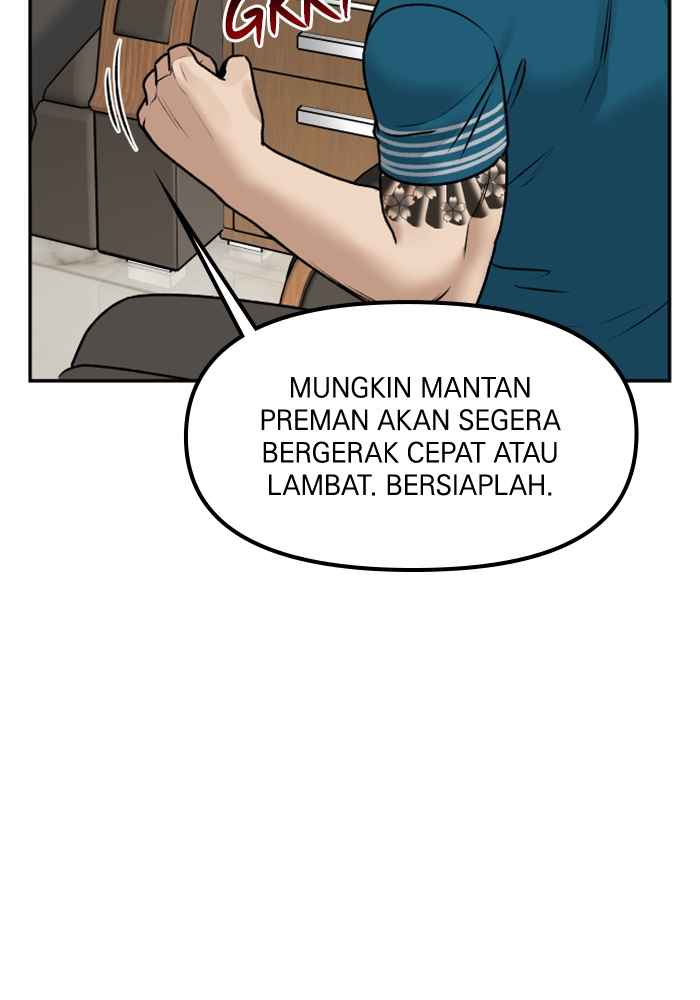 MUNGKIN MANTAN
PREMAN AKAN SEGERA
BERGERAK CEPAT ATAU
LAMBAT. BERSIAPLAH.